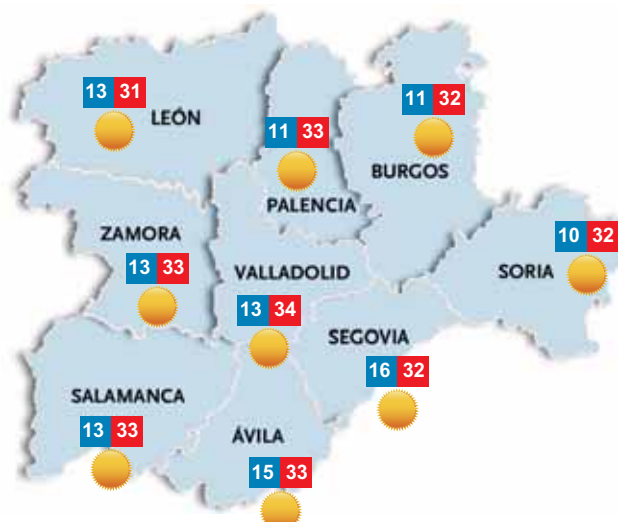 13 31
LEÓN
11 32
11 33
BURGOS
PALENCIA
ZAMORA
10 32
13 33
VALLADOLID
SORIA
13 34
SEGOVIA
16 32
SALAMANCA
13 33
ÁVILA
15 33